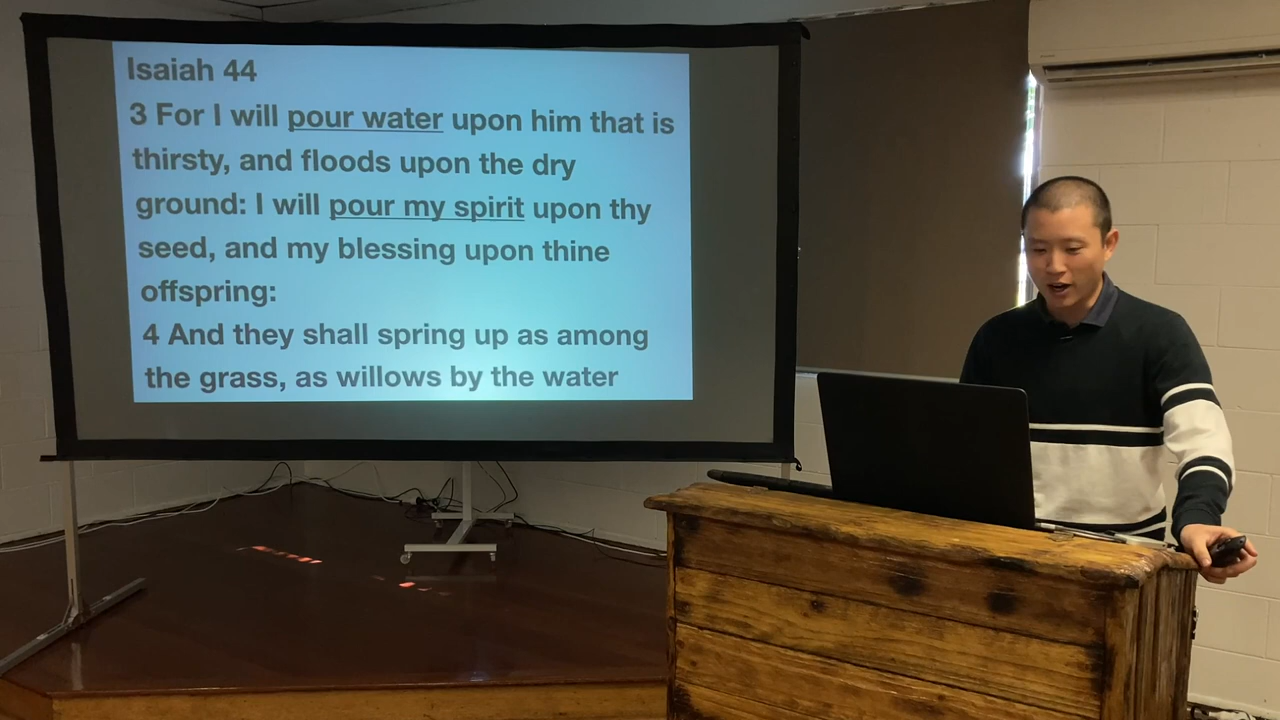 Isaiah 44
3 For I will pour water upon him that is
thirsty, and floods upon the dry
ground: I will pour my spirit upon thy
seed, and my blessing upon thine
offspring:
4 And they shall spring up as among
the grass, as willows by the water